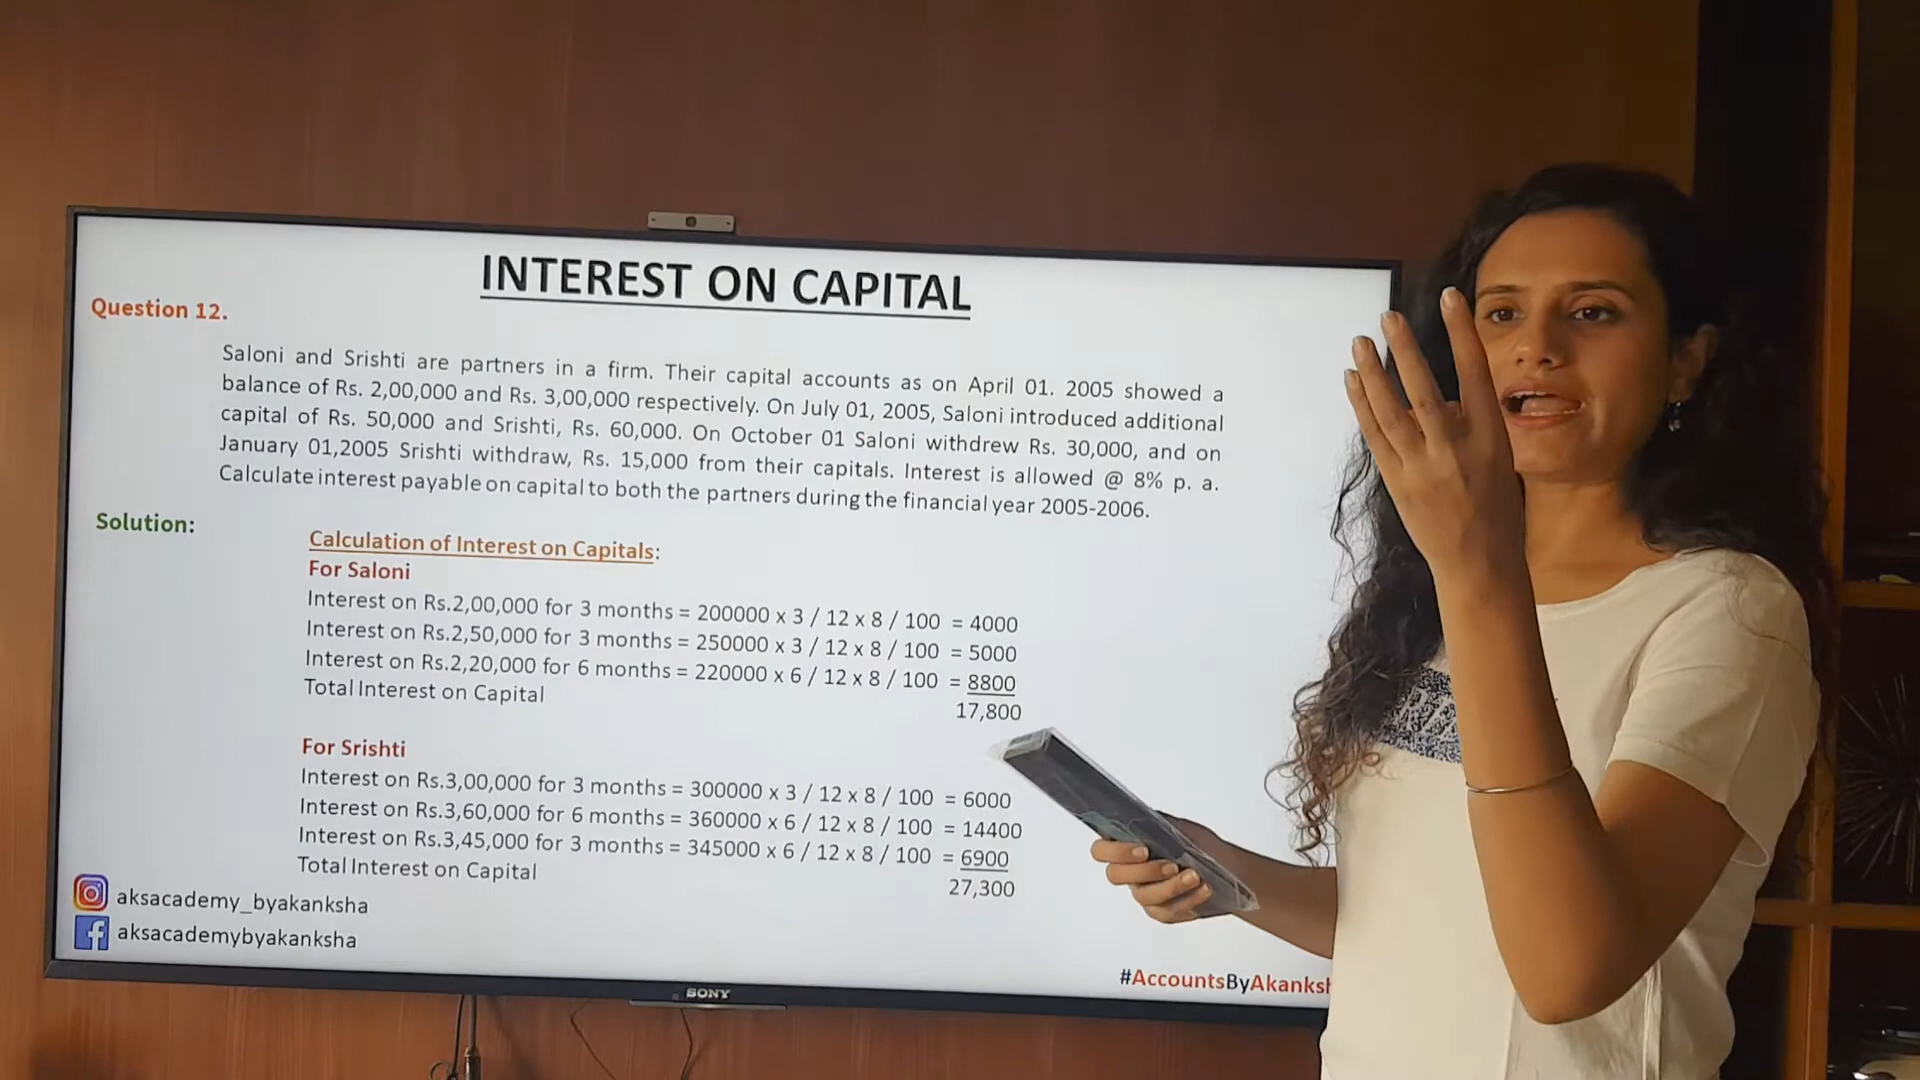 INTEREST ON CAPITAL
Question 12.
Saloni and Srishti are partners in a firm. Their capital accounts as on April 01. 2005 showed a
balance of Rs. 2,00,000 and Rs. 3,00,000 respectively. On July 01, 2005, Saloni introduced additional
capital of Rs. 50,000 and Srishti, Rs. 60,000. On October 01 Saloni withdrew Rs. 30,000, and on
January 01,2005 Srishti withdraw, Rs. 15,000 from their capitals. Interest is allowed @ 8% p. a.
Calculate interest payable on capital to both the partners during the financial year 2005-2006.
Solution:
Calculation of Interest on Capitals:
For Saloni
Interest on Rs.2,00,000 for 3 months = 200000 x 3 / 12 x 8 / 100 = 4000
Interest on Rs.2,50,000 for 3 months = 250000 x 3 / 12 x 8 / 100 = 5000
Interest on Rs.2,20,000 for 6 months = 220000 x 6 / 12 x 8 / 100 = 8800
Total Interest on Capital
17,800
For Srishti
Interest on Rs.3,00,000 for 3 months = 300000 x 3 / 12 x 8 / 100 = 6000
Interest on Rs.3,60,000 for 6 months = 360000 x 6 / 12 x 8 / 100 = 14400
Interest on Rs.3,45,000 for 3 months = 345000 x 6 / 12 x 8 / 100 = 6900
Total Interest on Capital
27,300
aksacademy_byakanksha
aksacademybyakanksha
#AccountsByAkanksh
SONY